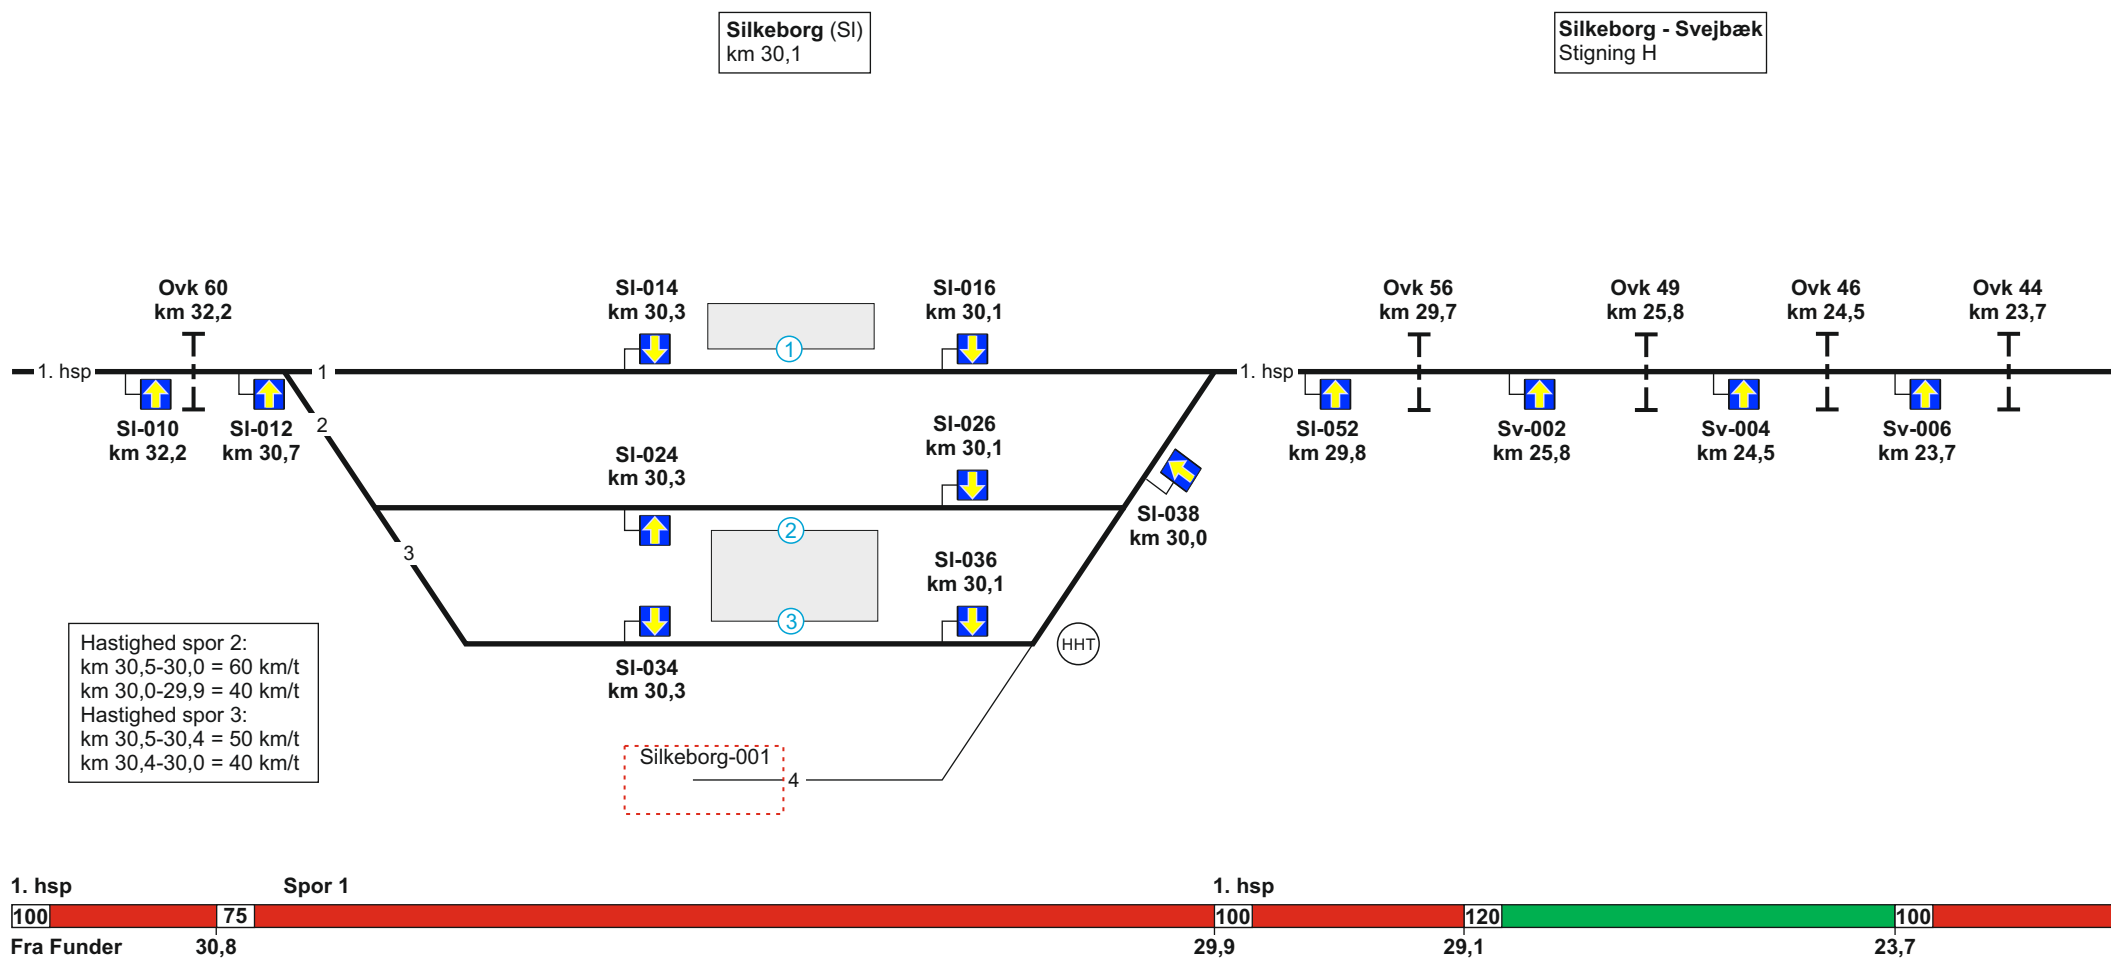 Silkeborg (Sl)
km 30,1
Silkeborg - Svejbæk
Stigning H
Ovk 60
km 32,2
Sl-014
km 30,3
Sl-016
km 30,1
Ovk 56
km 29,7
Ovk 49
km 25,8
Ovk 46
km 24,5
Ovk 44
km 23,7
1
1. hsp
1
1. hsp
Sl-010
km 32,2
Sl-012
km 30,7
2
Sl-052
km 29,8
Sv-002
km 25,8
Sv-004
km 24,5
Sv-006
km 23,7
Sl-024
km 30,3
Sl-026
km 30,1
Sl-038
km 30,0
2
3
Sl-036
km 30,1
3
HHT
Sl-034
km 30,3
Hastighed spor 2:
km 30,5-30,0 = 60 km/t
km 30,0-29,9 = 40 km/t
Hastighed spor 3:
km 30,5-30,4 = 50 km/t
km 30,4-30,0 = 40 km/t
Silkeborg-001
4
1. hsp
Spor 1
1. hsp
100
75
100
120
100
Fra Funder
30,8
29,9
29,1
23,7